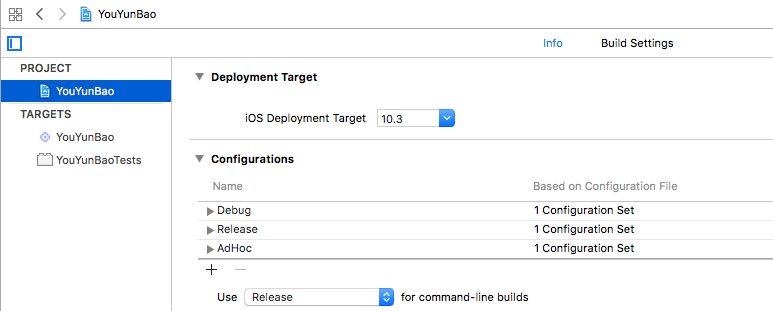 YouYunBao
Info Build Settings
PROJECT
YouYunBao
TARGETS
YouYunBao
YouYunBaoTests
Deployment Target
iOS Deployment Target 10.3
Configurations
Name Based on Configuration File
Debug 1 Configuration Set
Release 1 Configuration Set
AdHoc 1 Configuration Set
Use Release for command-line builds